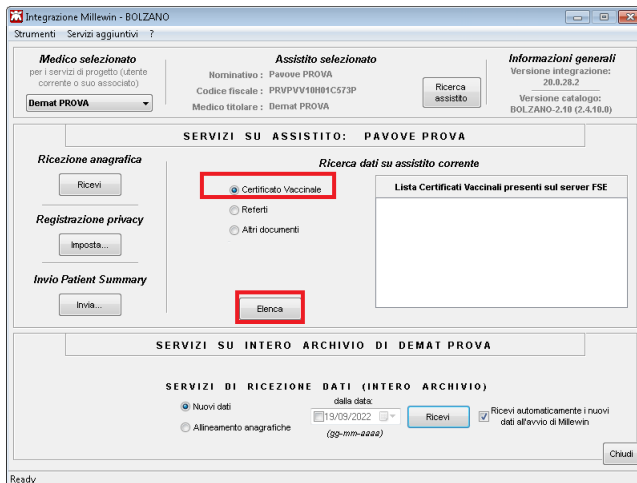 Integrazione Millewin - BOLZANO
Strumenti Servizi aggiuntivi ?
Medico selezionato
per i servizi di progetto (utente
corrente o suo associato)
Demat PROVA
Assistito selezionato
Nominativo : Pavove PROVA
Codice fiscale : PRVPVV10H01C573P
Medico titolare : Demat PROVA
Ricerca
assistito
Informazioni generali
Versione integrazione:
20.0.28.2
Versione catalogo:
BOLZANO-2.10 (2.4.10.0)
SERVIZI SU ASSISTITO: PAVOVE PROVA
Ricezione anagrafica
Ricevi
Registrazione privacy
Imposta...
Invio Patient Summary
Invia...
Ricerca dati su assistito corrente
Certificato Vaccinale
Referti
Altri documenti
Elenca
Lista Certificati Vaccinali presenti sul server FSE
SERVIZI SU INTERO ARCHIVIO DI DEMAT PROVA
SERVIZI DI RICEZIONE DATI (INTERO ARCHIVIO)
Nuovi dati
Allineamento anagrafiche
dalla data:
19/09/2022
(gg-mm-aaaa)
Ricevi
Ricevi automaticamente i nuovi
dati all'avvio di Millewin
Chiudi
Ready